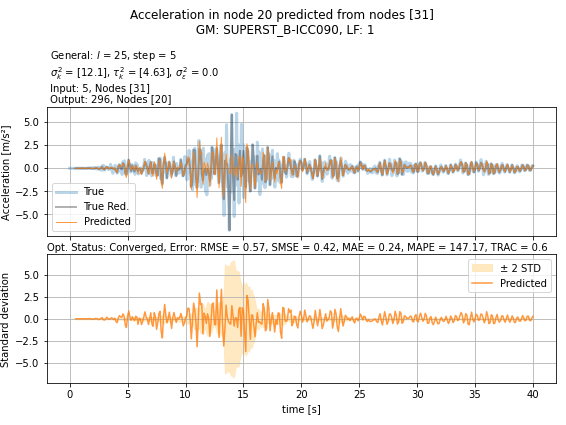 Acceleration in node 20 predicted from nodes [31]
GM: SUPERST_B-ICC090, LF: 1
General: l = 25, step = 5
σ²ₖ = [12.1], τ²ₖ = [4.63], σ²ε = 0.0
Input: 5, Nodes [31]
Output: 296, Nodes [20]
Acceleration [m/s²]
5.0
2.5
0.0
−2.5
−5.0
True
True Red.
Predicted
Opt. Status: Converged, Error: RMSE = 0.57, SMSE = 0.42, MAE = 0.24, MAPE = 147.17, TRAC = 0.6
Standard deviation
5.0
2.5
0.0
−2.5
−5.0
± 2 STD
Predicted
0 5 10 15 20 25 30 35 40
time [s]